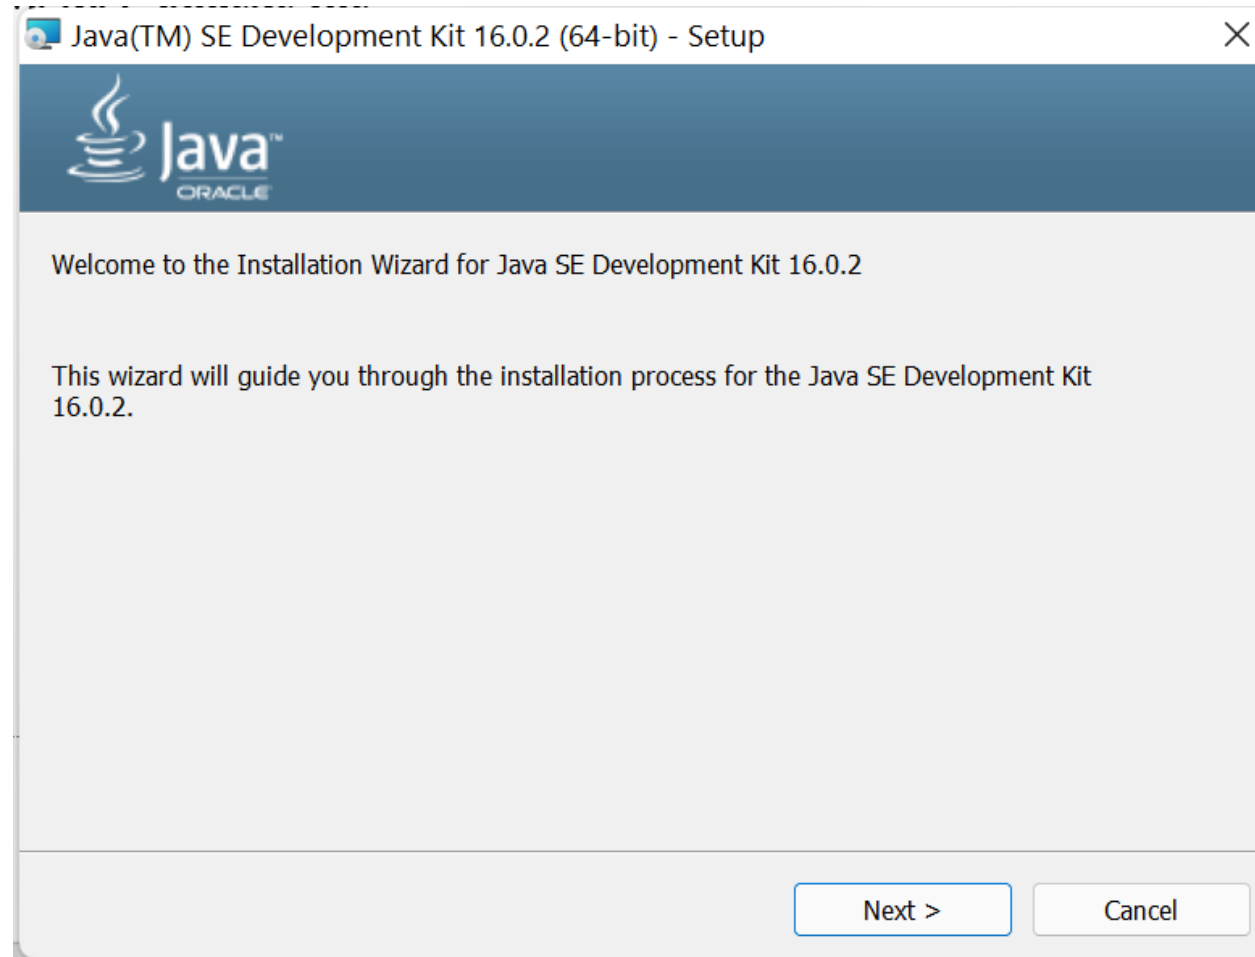 Java(TM) SE Development Kit 16.0.2 (64-bit) - Setup
Java™
ORACLE
Welcome to the Installation Wizard for Java SE Development Kit 16.0.2
This wizard will guide you through the installation process for the Java SE Development Kit
16.0.2.
Next >
Cancel